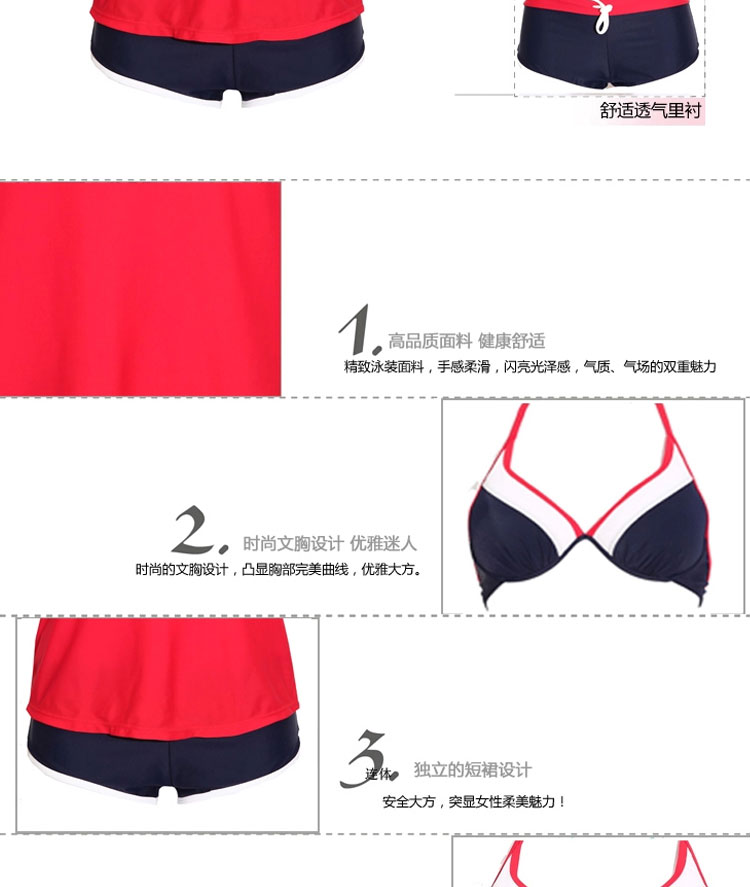 舒适透气里衬
1. 高品质面料 健康舒适
精致泳装面料，手感柔滑，闪亮光泽感，气质、气场的双重魅力
2. 时尚文胸设计 优雅迷人
时尚的文胸设计，凸显胸部完美曲线，优雅大方。
3. 连体 独立的短裙设计
安全大方，突显女性柔美魅力！